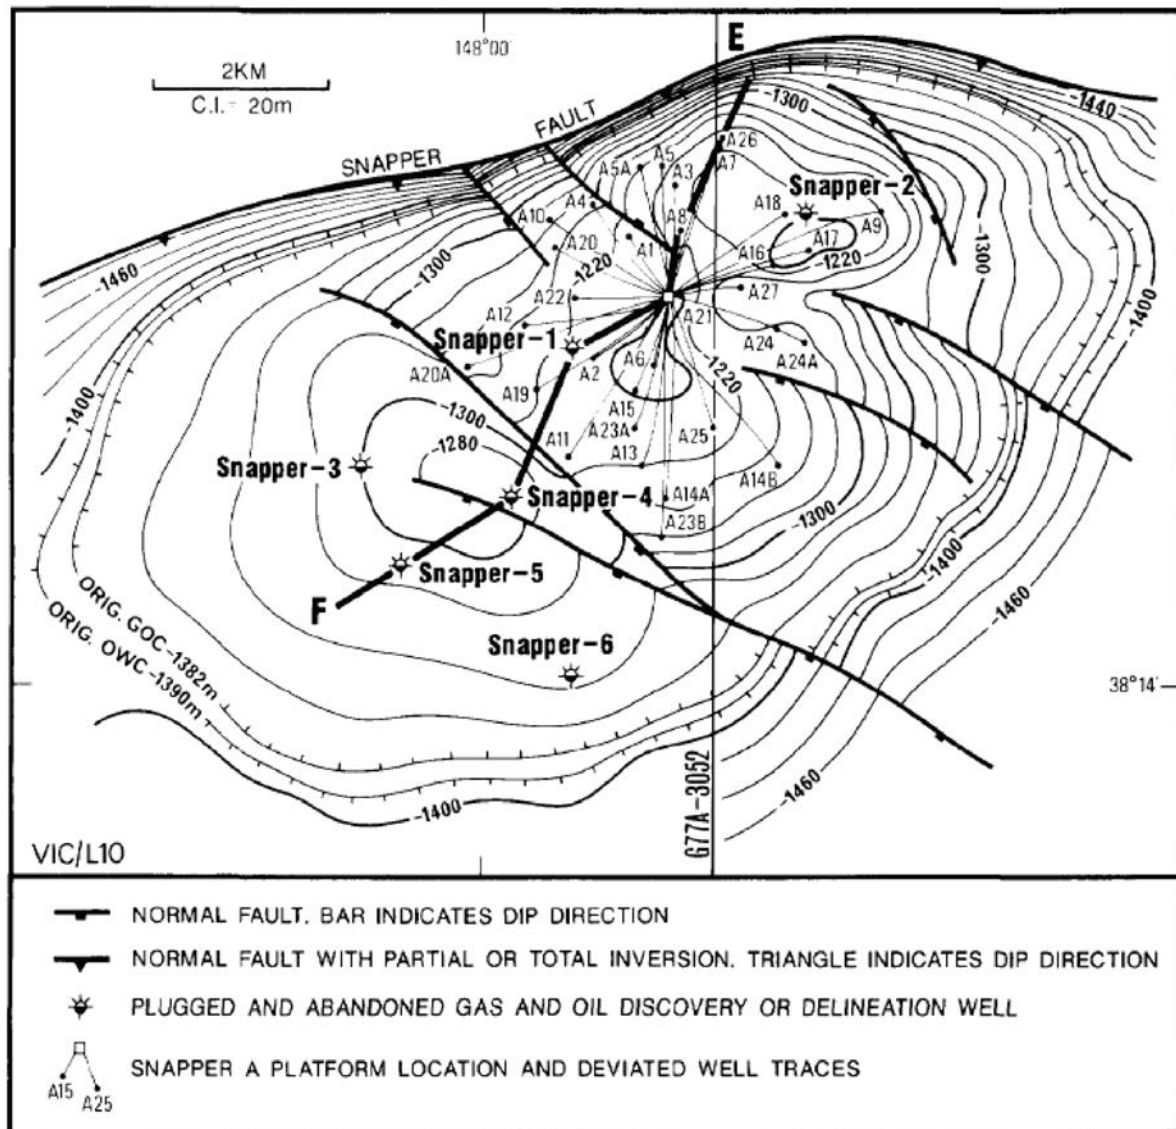 148°00'
E
2KM
C.I.= 20m
-1300
-1440
FAULT
SNAPPER
A26
A5
A7
A5A
A3
Snapper-2
A4
A18
A10
A8
A9
A1
A17
A20
A16
-1460
-1300
-1220
-1220
-1300
A27
A22
-1400
A12
A21
Snapper-1
A24
A6
A24A
A20A
A2
-1220
A19
-1400
A15
-1300
A23A
A25
-1280
A11
A13
Snapper-3
A14B
Snapper-4
A14A
A23B
-1300
-1400
Snapper-5
F
-1460
ORIG. GOC -1382m
ORIG. OWC -1390m
Snapper-6
38°14'
G77A-3052
-1460
-1400
VIC/L10
NORMAL FAULT. BAR INDICATES DIP DIRECTION
NORMAL FAULT WITH PARTIAL OR TOTAL INVERSION. TRIANGLE INDICATES DIP DIRECTION
PLUGGED AND ABANDONED GAS AND OIL DISCOVERY OR DELINEATION WELL
SNAPPER A PLATFORM LOCATION AND DEVIATED WELL TRACES
A15 A25